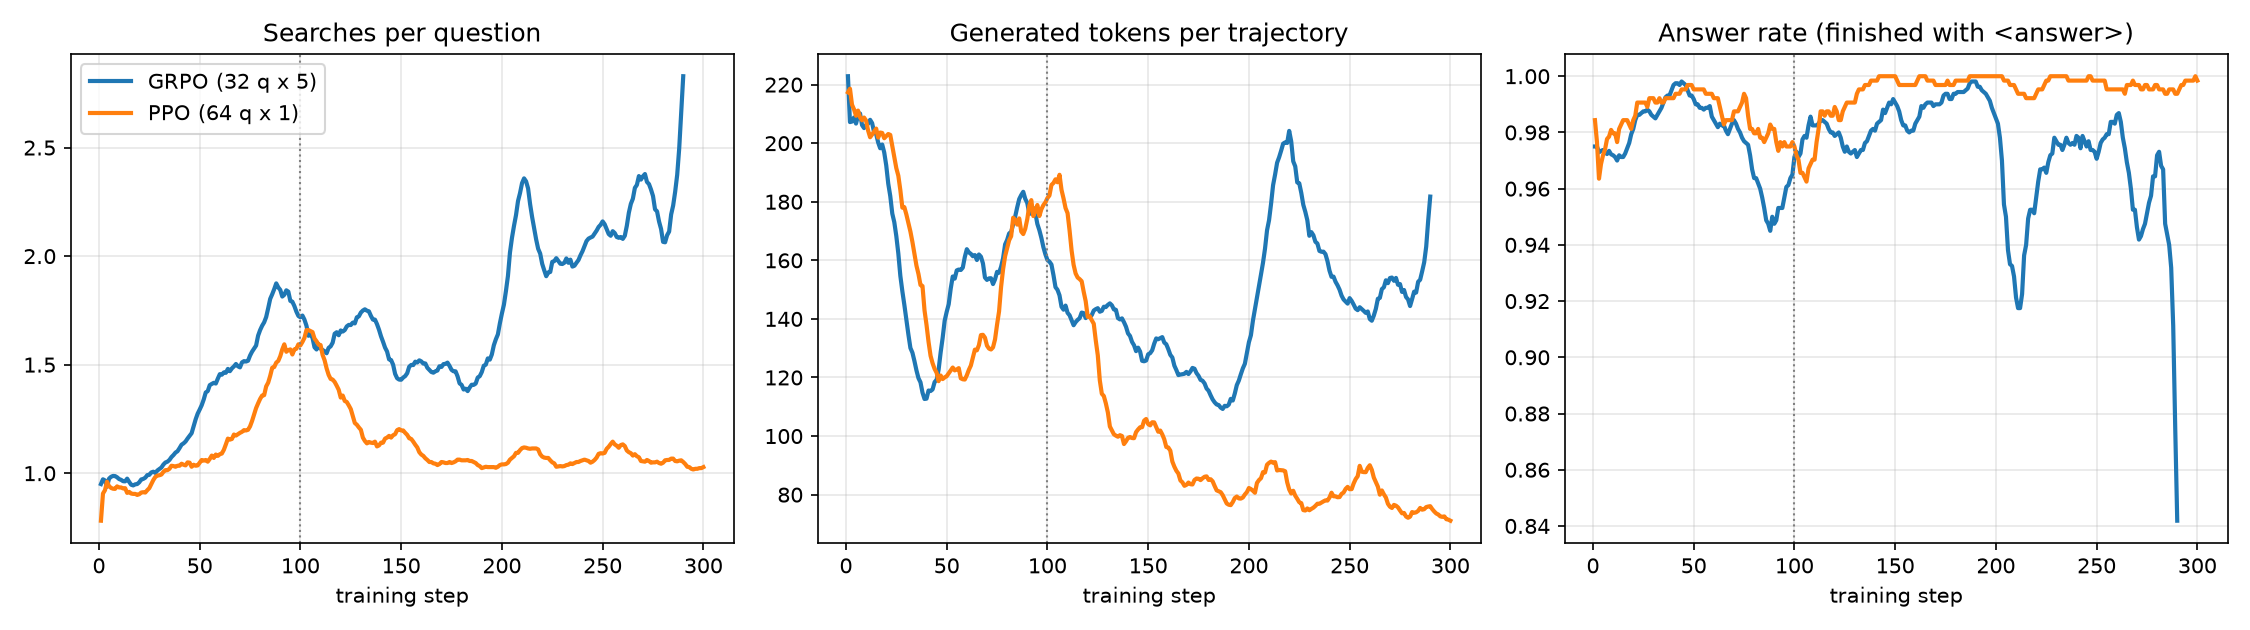 Searches per question
GRPO (32 q x 5)
PPO (64 q x 1)
2.5
2.0
1.5
1.0
0 50 100 150 200 250 300
training step
Generated tokens per trajectory
220
200
180
160
140
120
100
80
0 50 100 150 200 250 300
training step
Answer rate (finished with <answer>)
1.00
0.98
0.96
0.94
0.92
0.90
0.88
0.86
0.84
0 50 100 150 200 250 300
training step